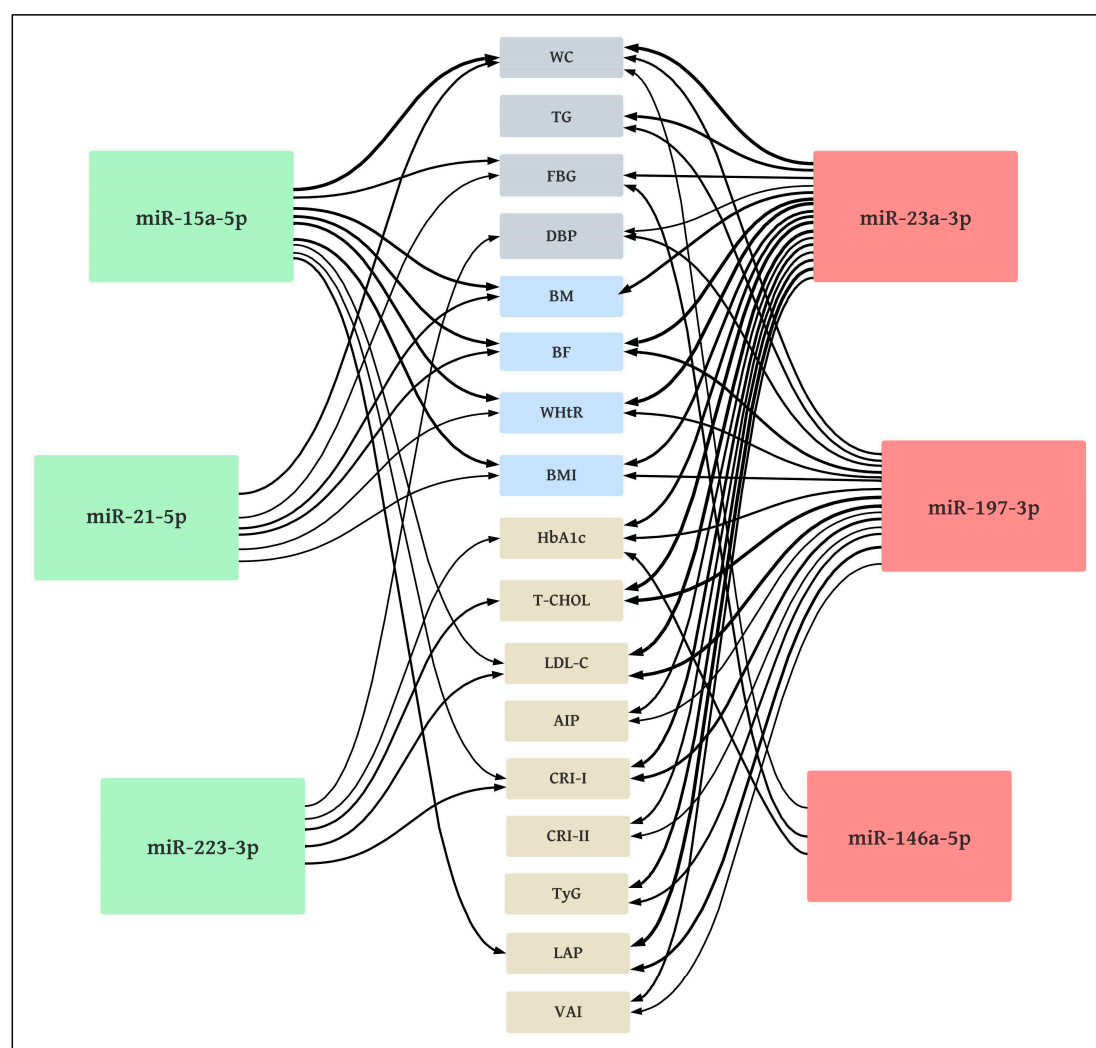 WC
TG
FBG
DBP
BM
BF
WHtR
BMI
HbA1c
T-CHOL
LDL-C
AIP
CRI-I
CRI-II
TyG
LAP
VAI
miR-15a-5p
miR-21-5p
miR-223-3p
miR-23a-3p
miR-197-3p
miR-146a-5p